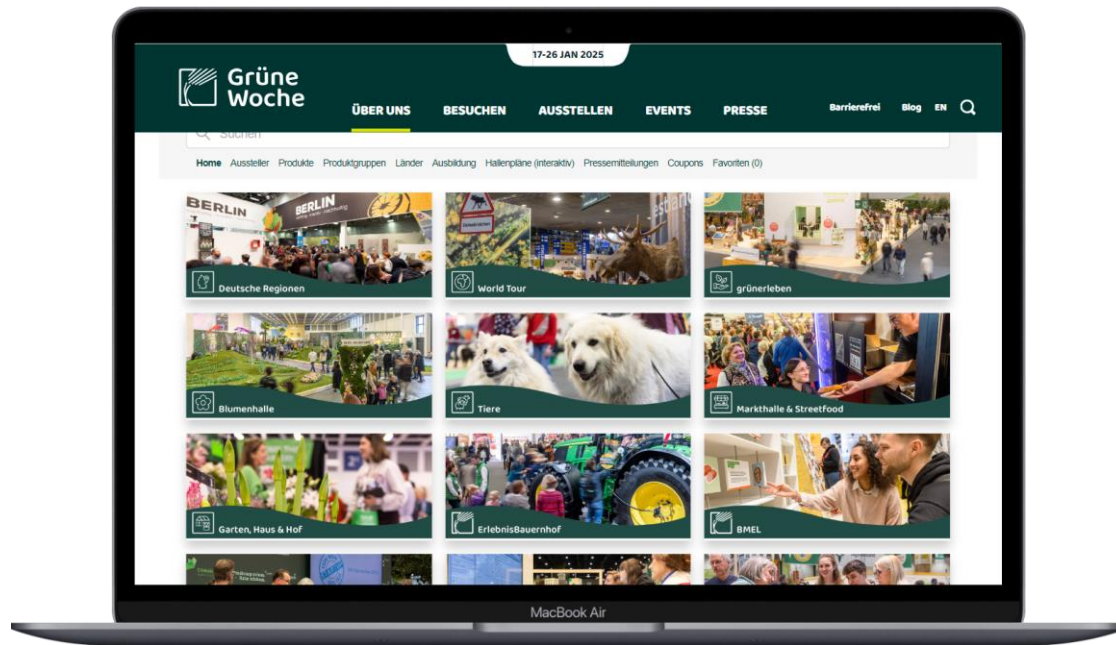 17-26 JAN 2025
Grüne
Woche
ÜBER UNS BESUCHEN AUSSTELLEN EVENTS PRESSE Barrierefrei Blog EN
Suchen
Home Aussteller Produkte Produktgruppen Länder Ausbildung Hallenpläne (interaktiv) Pressemitteilungen Coupons Favoriten (0)
BERLIN
BERLIN
Deutsche Regionen
World Tour
grünerleben
Blumenhalle
Tiere
Markthalle & Streetfood
Garten, Haus & Hof
ErlebnisBauernhof
BMEL
MacBook Air